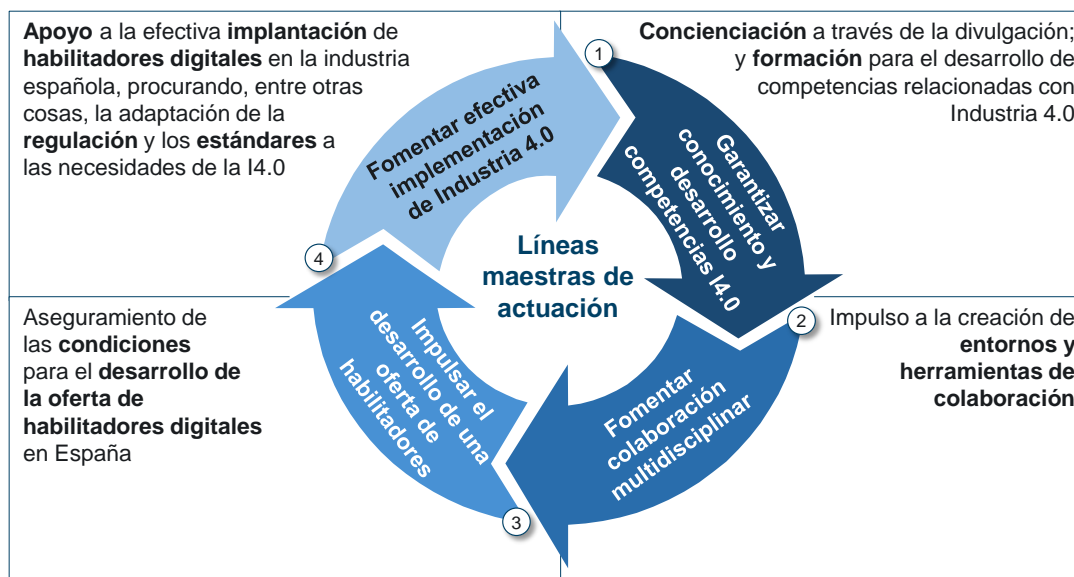 Apoyo a la efectiva implantación de
habilitadores digitales en la industria
española, procurando, entre otras
cosas, la adaptación de la
regulación y los estándares a
las necesidades de la I4.0
Concienciación a través de la divulgación;
y formación para el desarrollo de
competencias relacionadas con
Industria 4.0
1
Garantizar
conocimiento y
desarrollo
competencias I4.0
Fomentar efectiva
implementación
de Industria 4.0
Líneas
maestras de
actuación
4
2
Aseguramiento de
las condiciones
para el desarrollo de
la oferta de
habilitadores digitales
en España
Impulso a la creación de
entornos y
herramientas de
colaboración
Impulsar el
desarrollo de una
oferta de
habilitadores
Fomentar
colaboración
multidisciplinar
3